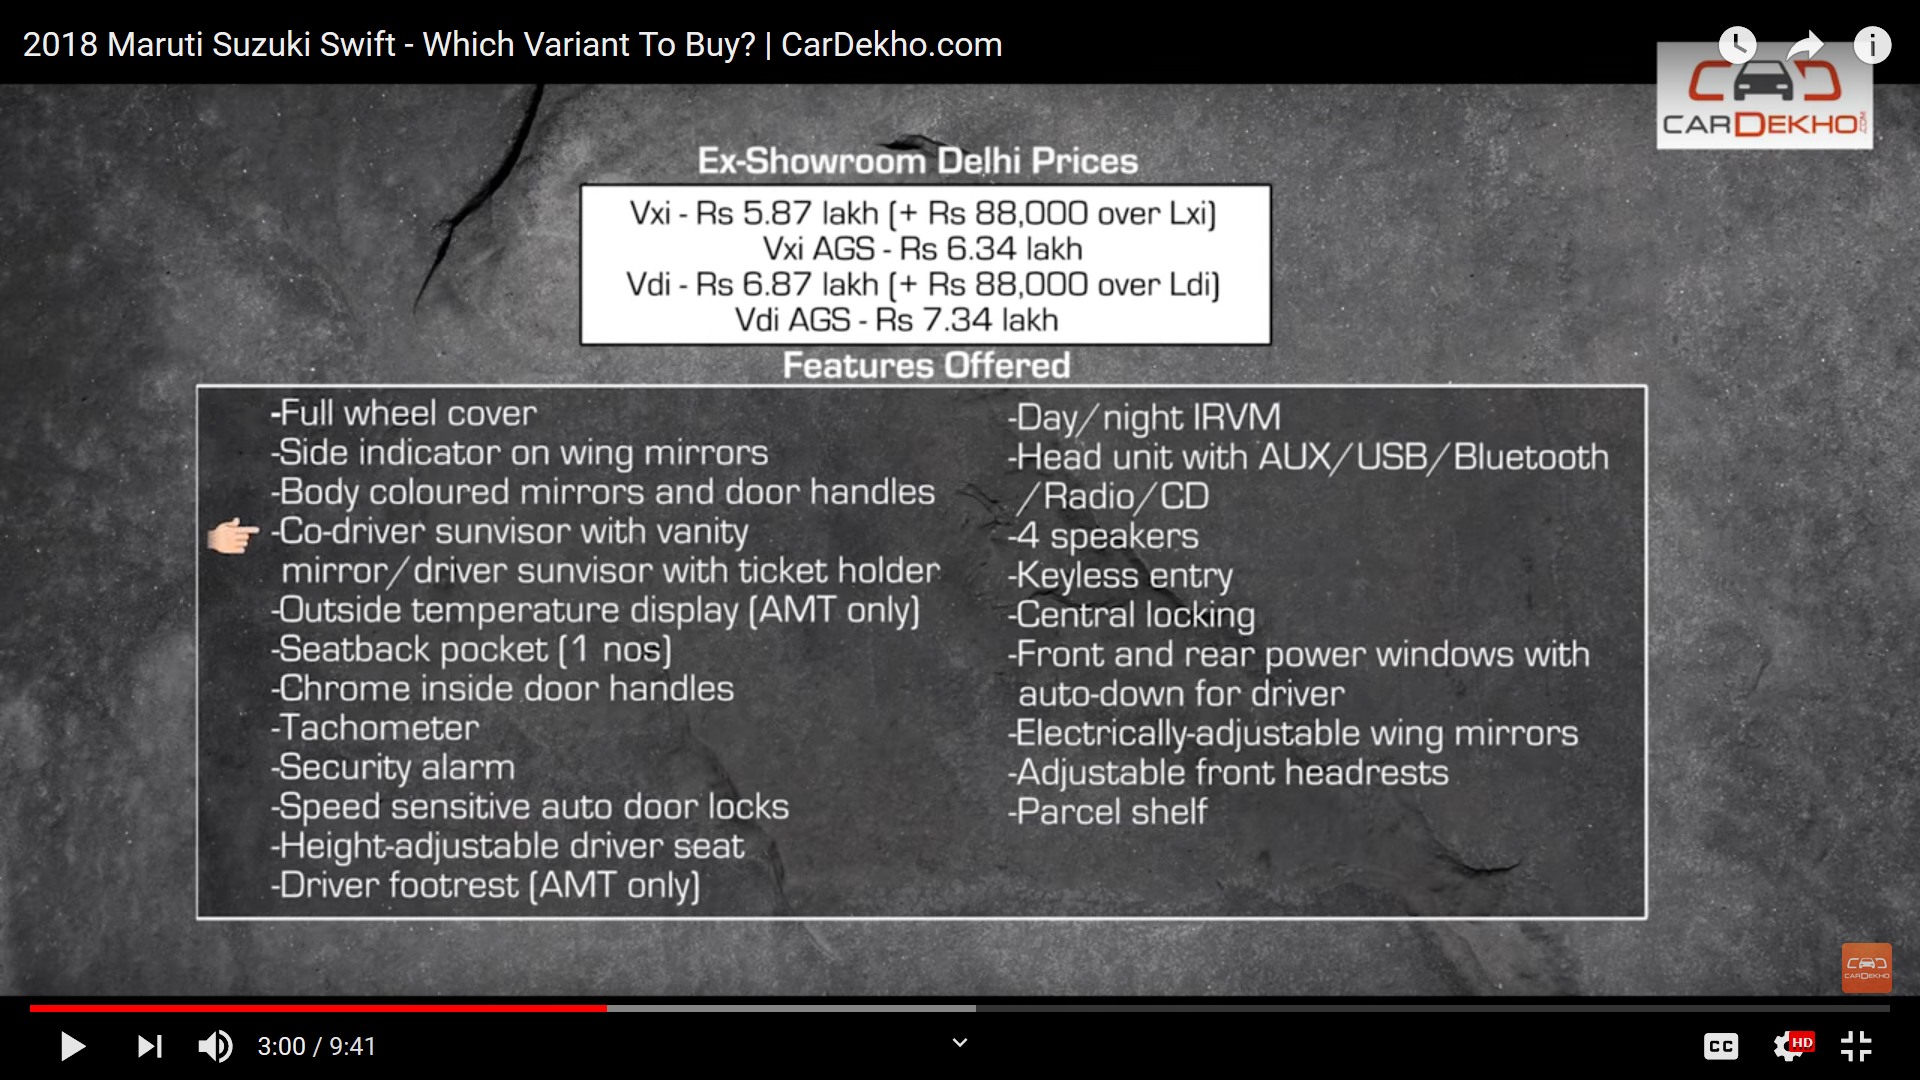 2018 Maruti Suzuki Swift - Which Variant To Buy? | CarDekho.com
CARDEKHO.COM
Ex-Showroom Delhi Prices
Vxi - Rs 5.87 lakh (+ Rs 88,000 over Lxi)
Vxi AGS - Rs 6.34 lakh
Vdi - Rs 6.87 lakh (+ Rs 88,000 over Ldi)
Vdi AGS - Rs 7.34 lakh
Features Offered
-Full wheel cover
-Side indicator on wing mirrors
-Body coloured mirrors and door handles
-Co-driver sunvisor with vanity
mirror/driver sunvisor with ticket holder
-Outside temperature display (AMT only)
-Seatback pocket (1 nos)
-Chrome inside door handles
-Tachometer
-Security alarm
-Speed sensitive auto door locks
-Height-adjustable driver seat
-Driver footrest (AMT only)
-Day/night IRVM
-Head unit with AUX/USB/Bluetooth
/Radio/CD
-4 speakers
-Keyless entry
-Central locking
-Front and rear power windows with
auto-down for driver
-Electrically-adjustable wing mirrors
-Adjustable front headrests
-Parcel shelf
CARDEKHO
3:00 / 9:41
CC
HD